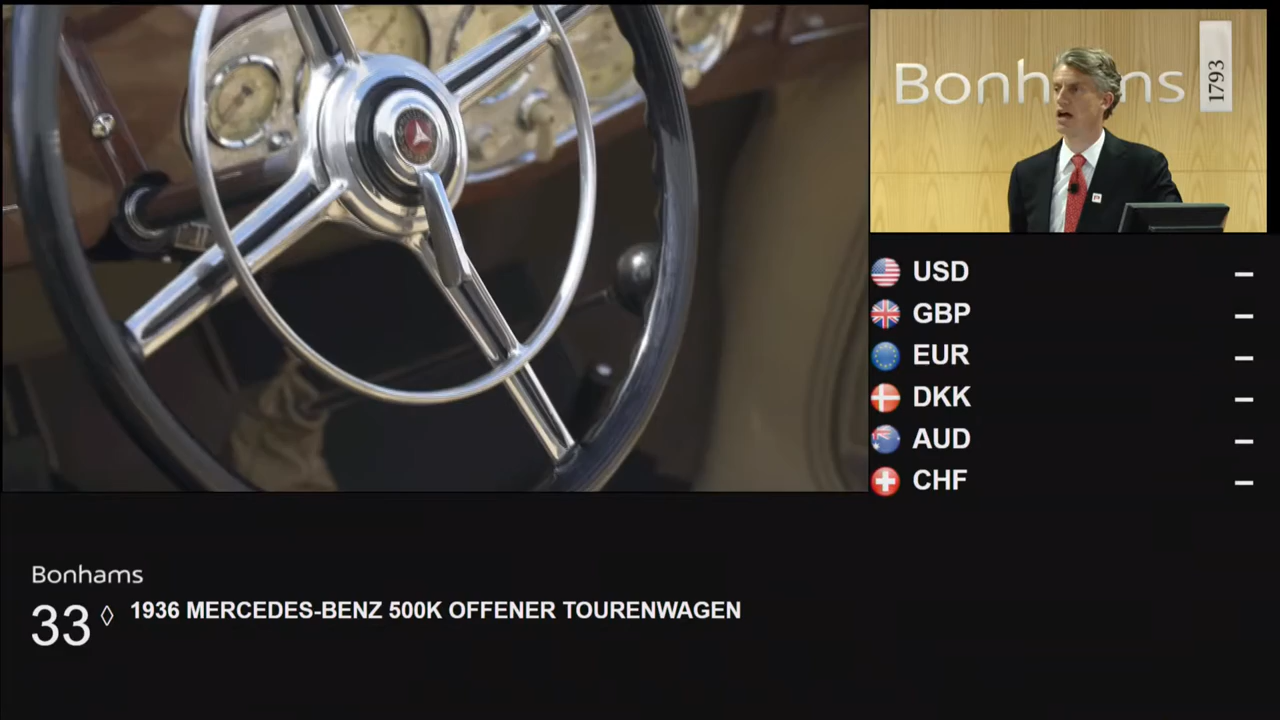 Bonhams
1793
USD –
GBP –
EUR –
DKK –
AUD –
CHF –
Bonhams
33 ◊ 1936 MERCEDES-BENZ 500K OFFENER TOURENWAGEN